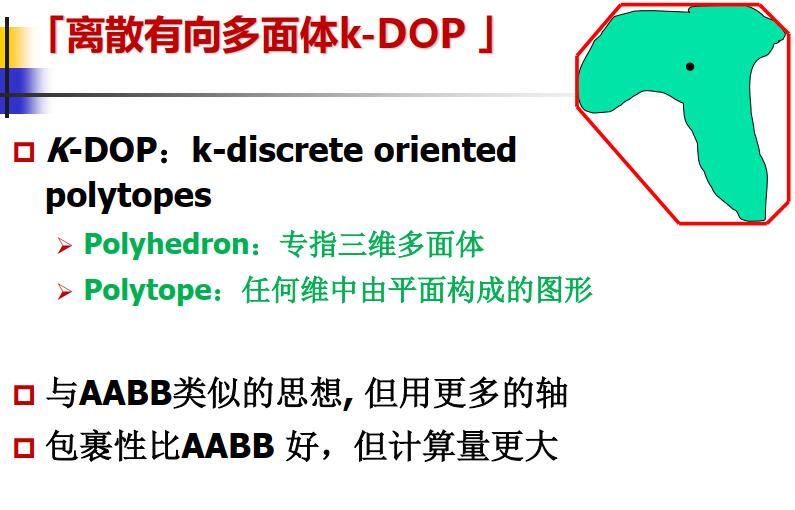 「离散有向多面体k-DOP 」
K-DOP：k-discrete oriented
polytopes
Polyhedron：专指三维多面体
Polytope：任何维中由平面构成的图形
与AABB类似的思想, 但用更多的轴
包裹性比AABB 好，但计算量更大